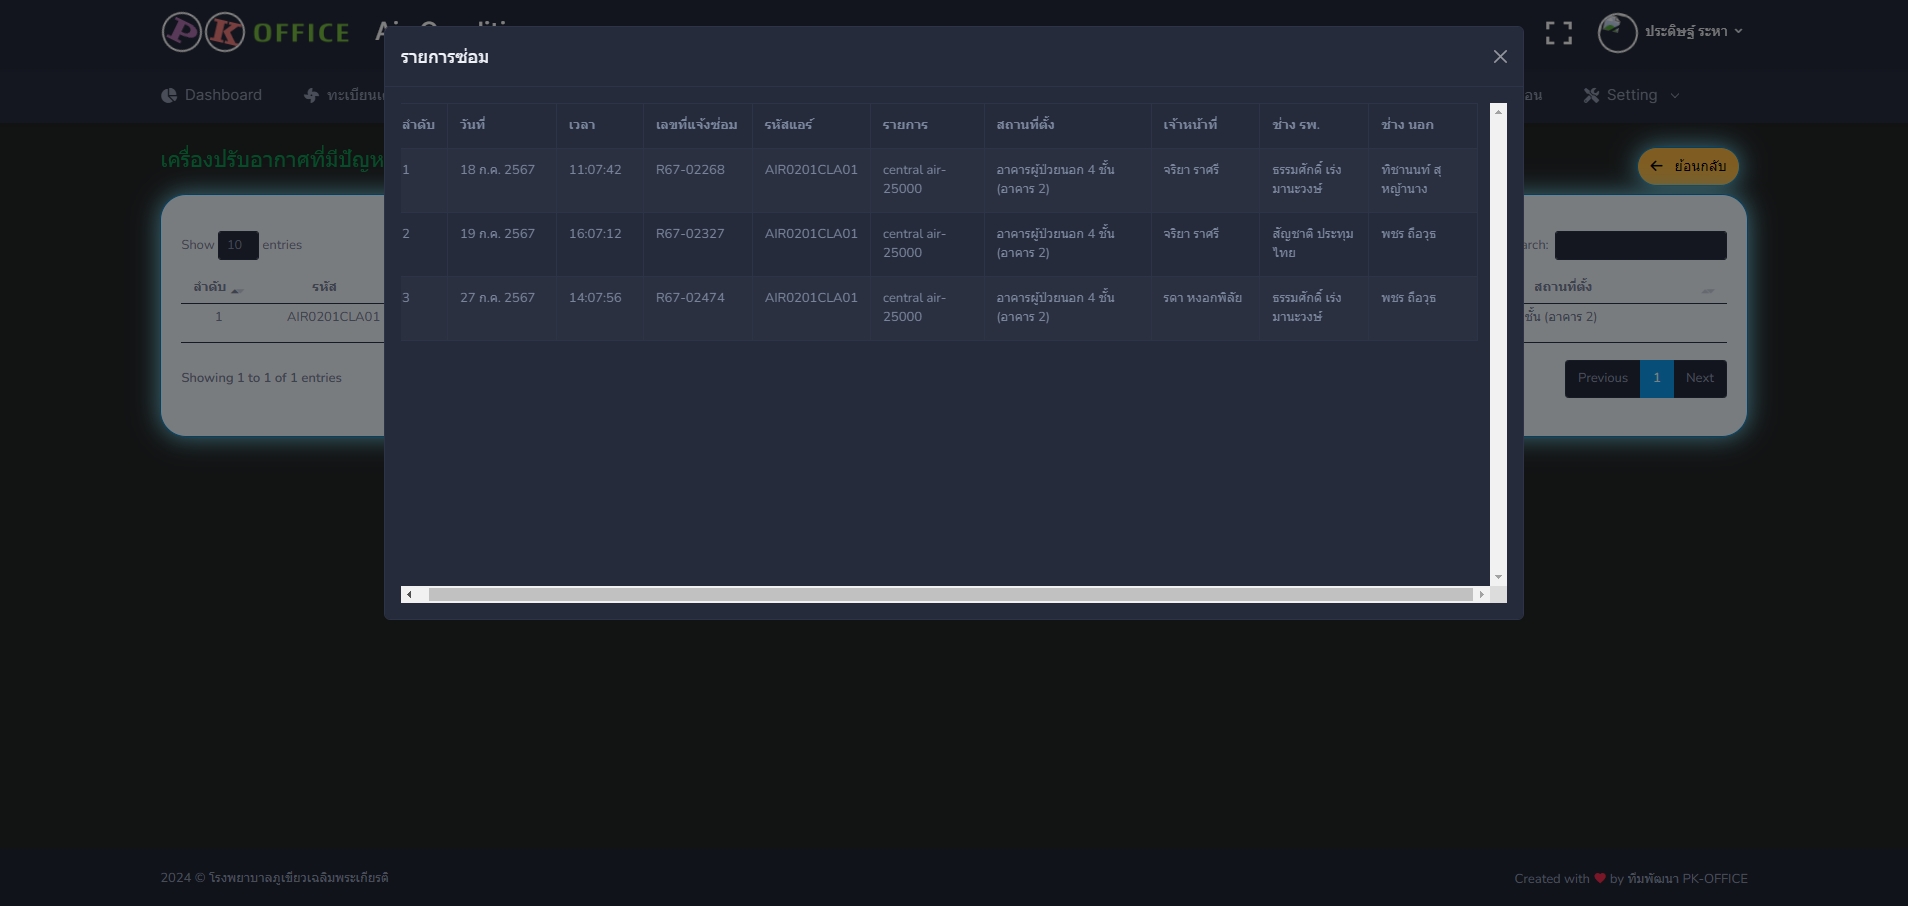 PK OFFICE
ประดิษฐ์ ระหา
Dashboard
Setting
รายการซ่อม
เครื่องปรับอากาศที่มีปัญห
ย้อนกลับ
Show 10 entries
arch:
ลำดับ รหัส สถานที่ตั้ง
1 AIR0201CLA01 ชั้น (อาคาร 2)
Showing 1 to 1 of 1 entries
Previous 1 Next
ลำดับ วันที่ เวลา เลขที่แจ้งซ่อม รหัสแอร์ รายการ สถานที่ตั้ง เจ้าหน้าที่ ช่าง รพ. ช่าง นอก
1 18 ก.ค. 2567 11:07:42 R67-02268 AIR0201CLA01 central air- อาคารผู้ป่วยนอก 4 ชั้น จริยา ราศรี ธรรมศักดิ์ เร่ง ทิชานนท์ สุ
25000 (อาคาร 2) มานะวงษ์ หญ้านาง
2 19 ก.ค. 2567 16:07:12 R67-02327 AIR0201CLA01 central air- อาคารผู้ป่วยนอก 4 ชั้น จริยา ราศรี สัญชาติ ประทุม พชร ถือวุธ
25000 (อาคาร 2) ไทย
3 27 ก.ค. 2567 14:07:56 R67-02474 AIR0201CLA01 central air- อาคารผู้ป่วยนอก 4 ชั้น รดา หงอกพิลัย ธรรมศักดิ์ เร่ง พชร ถือวุธ
25000 (อาคาร 2) มานะวงษ์
2024 © โรงพยาบาลภูเขียวเฉลิมพระเกียรติ
Created with ❤ by ทีมพัฒนา PK-OFFICE